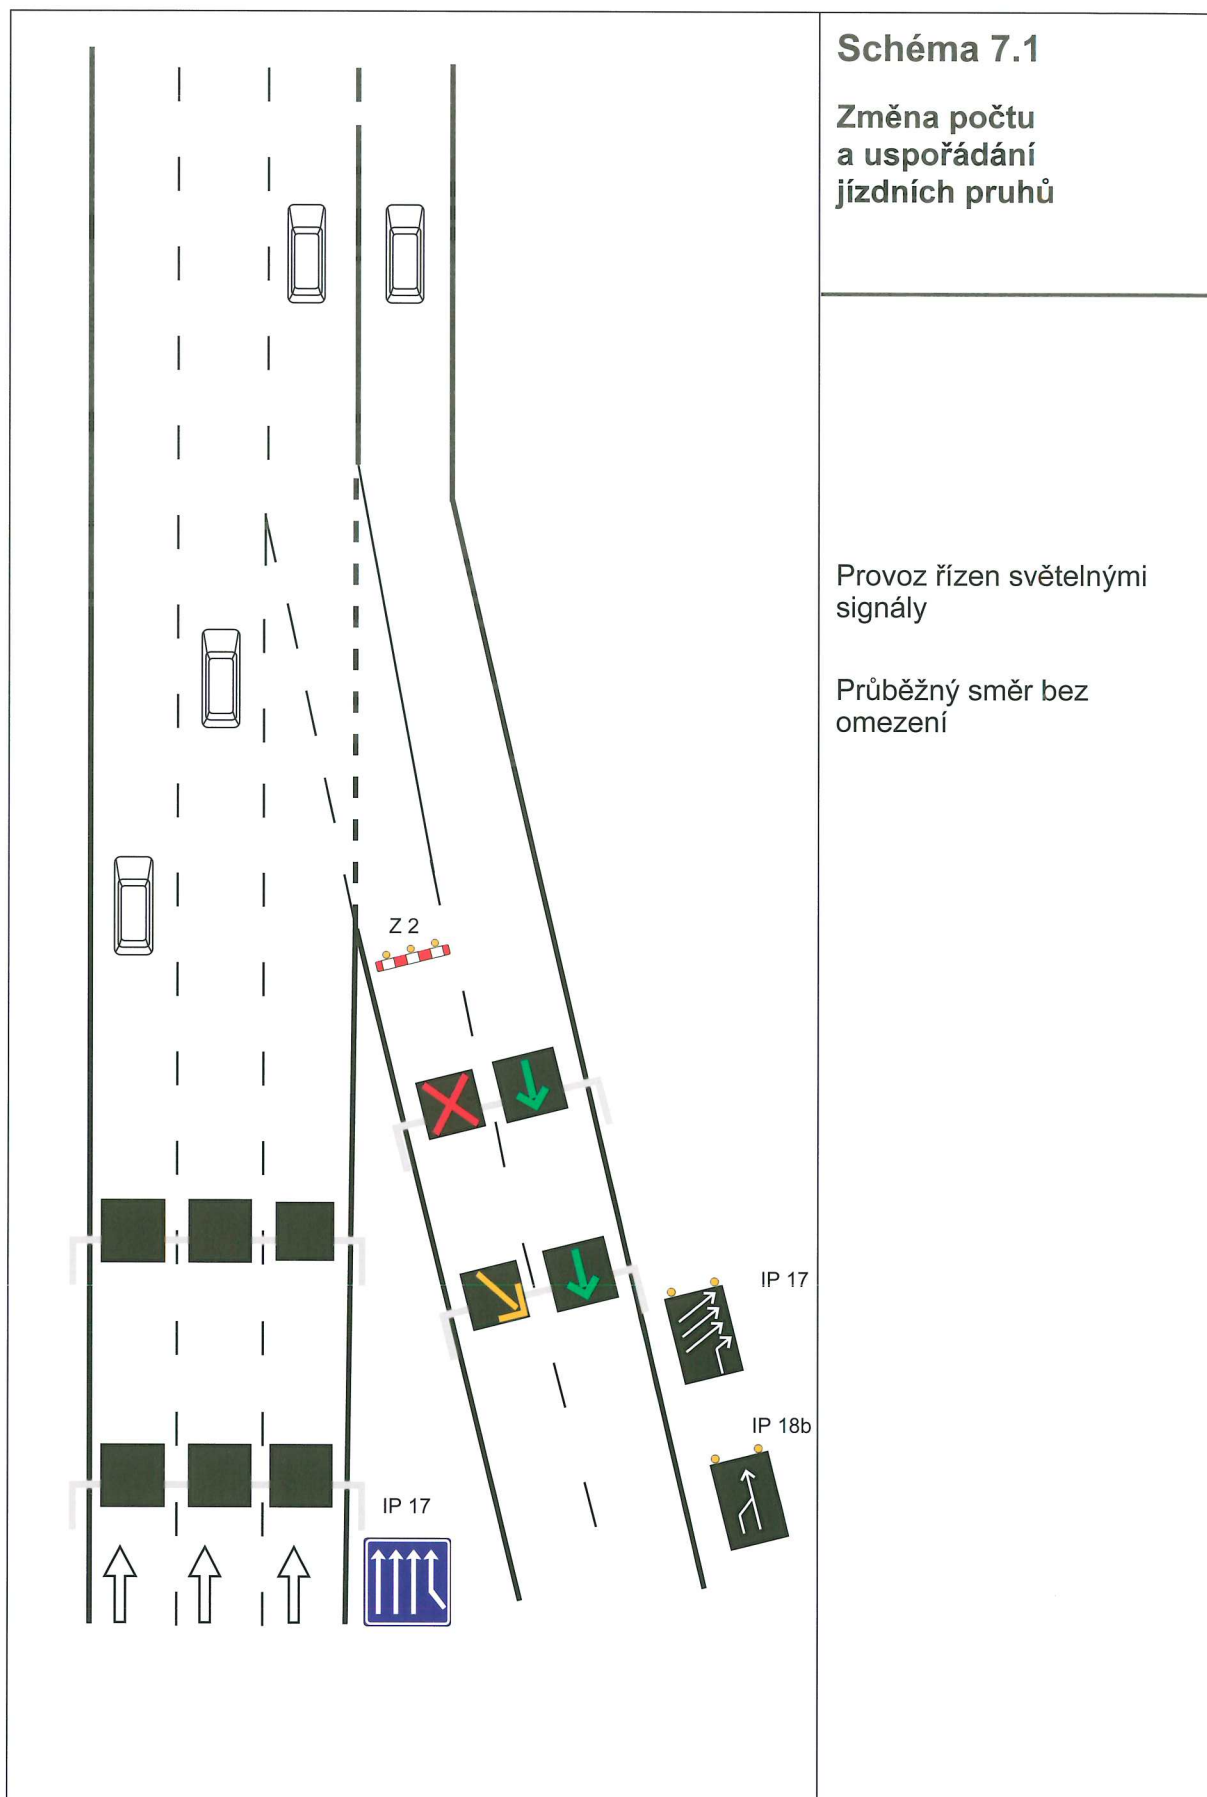 Schéma 7.1
Změna počtu
a uspořádání
jízdních pruhů
Provoz řízen světelnými
signály
Průběžný směr bez
omezení
Z 2
IP 17
IP 18b
IP 17